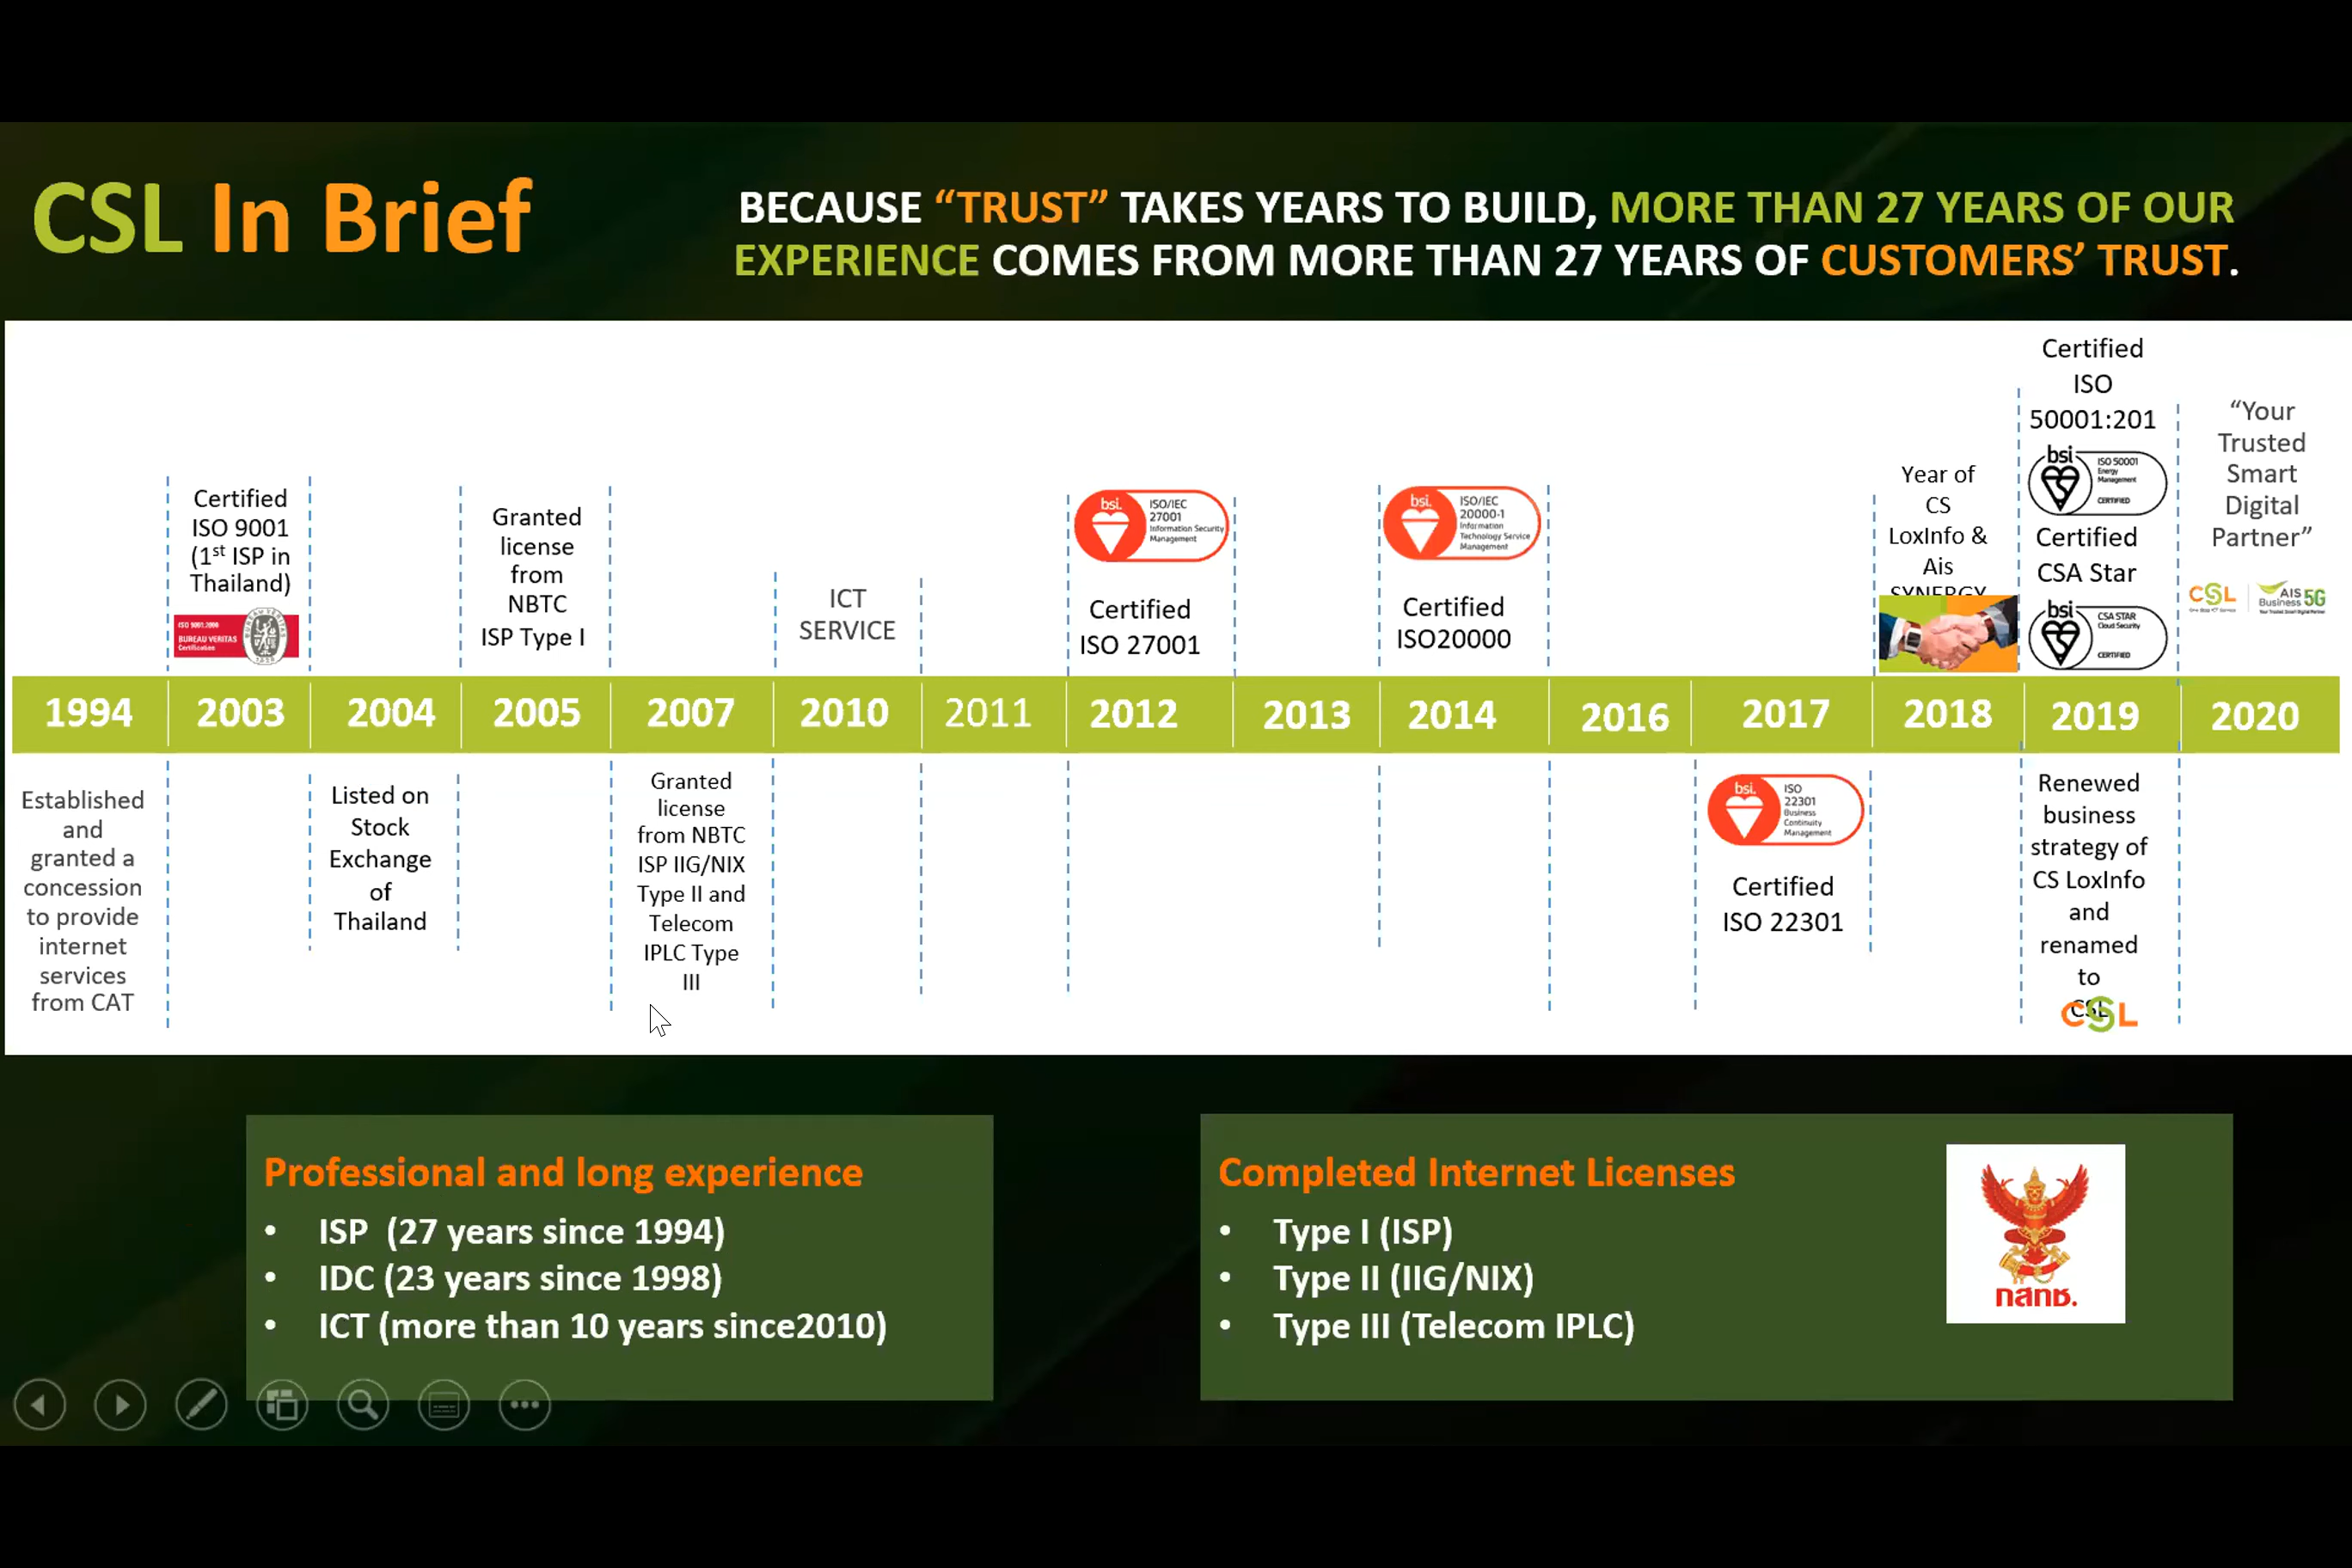 CSL In Brief
BECAUSE “TRUST” TAKES YEARS TO BUILD, MORE THAN 27 YEARS OF OUR
EXPERIENCE COMES FROM MORE THAN 27 YEARS OF CUSTOMERS’ TRUST.
Certified
ISO 9001
(1st ISP in
Thailand)
BUREAU VERITAS
Certification
Granted
license
from
NBTC
ISP Type I
ICT
SERVICE
bsi.
ISO/IEC
27001
Information Security
Management
Certified
ISO 27001
bsi.
ISO/IEC
20000-1
Information
Technology Service
Management
Certified
ISO20000
Year of
CS
LoxInfo &
Ais
SYNERGY
Certified
ISO
50001:201
bsi
ISO 50001
Energy
Management
CERTIFIED
Certified
CSA Star
bsi
CSA STAR
Cloud Security
CERTIFIED
“Your
Trusted
Smart
Digital
Partner”
CSL
AIS
Business 5G
1994 2003 2004 2005 2007 2010 2011 2012 2013 2014 2016 2017 2018 2019 2020
Established
and
granted a
concession
to provide
internet
services
from CAT
Listed on
Stock
Exchange
of
Thailand
Granted
license
from NBTC
ISP IIG/NIX
Type II and
Telecom
IPLC Type
III
bsi.
ISO
22301
Business
Continuity
Management
Certified
ISO 22301
Renewed
business
strategy of
CS LoxInfo
and
renamed
to
CSL
CSL
Professional and long experience
• ISP (27 years since 1994)
• IDC (23 years since 1998)
• ICT (more than 10 years since2010)
Completed Internet Licenses
• Type I (ISP)
• Type II (IIG/NIX)
• Type III (Telecom IPLC)
กสทช.